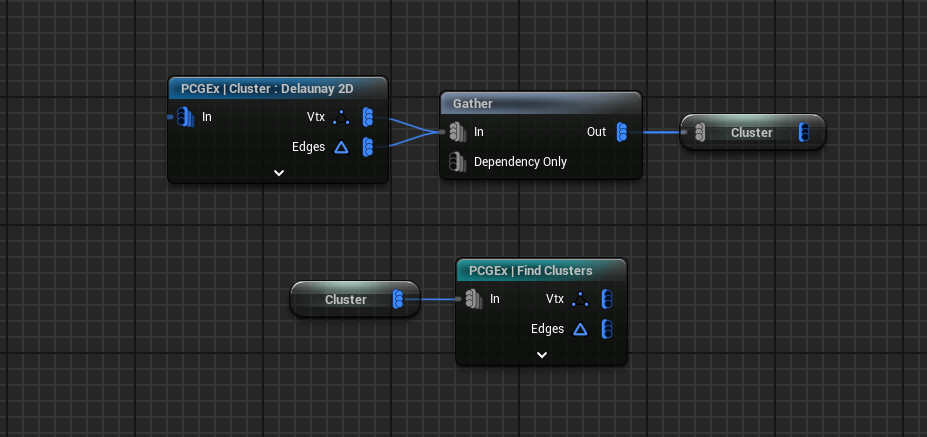 PCGEx | Cluster : Delaunay 2D
In
Vtx
Edges
Gather
In
Out
Dependency Only
Cluster
Cluster
PCGEx | Find Clusters
In
Vtx
Edges